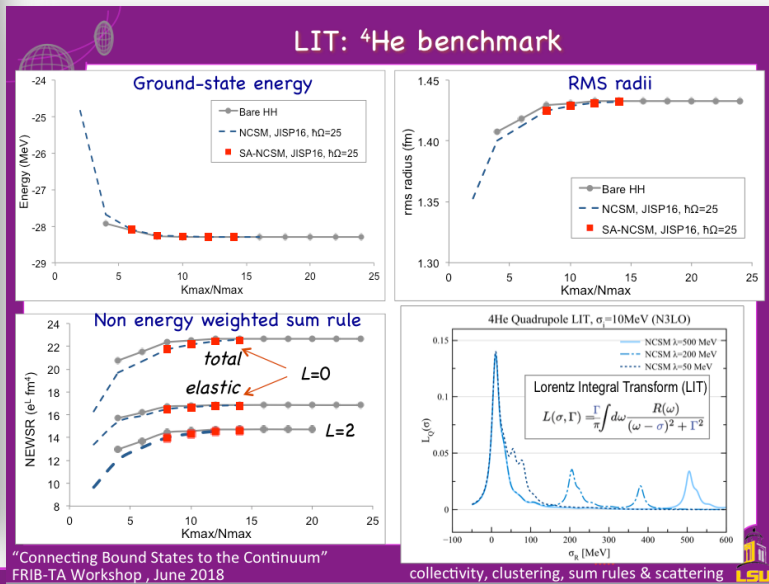 LIT: ⁴He benchmark
Ground-state energy
-24
-25
-26
-27
-28
-29
Energy (MeV)
Bare HH
NCSM, JISP16, ħΩ=25
SA-NCSM, JISP16, ħΩ=25
0 5 10 15 20 25
Kmax/Nmax
RMS radii
1.45
1.40
1.35
1.30
rms radius (fm)
Bare HH
NCSM, JISP16, ħΩ=25
SA-NCSM, JISP16, ħΩ=25
0 5 10 15 20 25
Kmax/Nmax
Non energy weighted sum rule
24
22
20
18
16
14
12
10
8
NEWSR (e² fm⁴)
total
elastic
L=0
L=2
0 5 10 15 20 25
Kmax/Nmax
4He Quadrupole LIT, σᵢ=10MeV (N3LO)
0.15
0.1
0.05
0
L_Q(σ)
NCSM λ=500 MeV
NCSM λ=200 MeV
NCSM λ=50 MeV
Lorentz Integral Transform (LIT)
L(σ,Γ) = Γ/π ∫ dω R(ω)/((ω − σ)² + Γ²)
−100 0 100 200 300 400 500 600
σ_R [MeV]
"Connecting Bound States to the Continuum"
FRIB-TA Workshop , June 2018
collectivity, clustering, sum rules & scattering
LSU